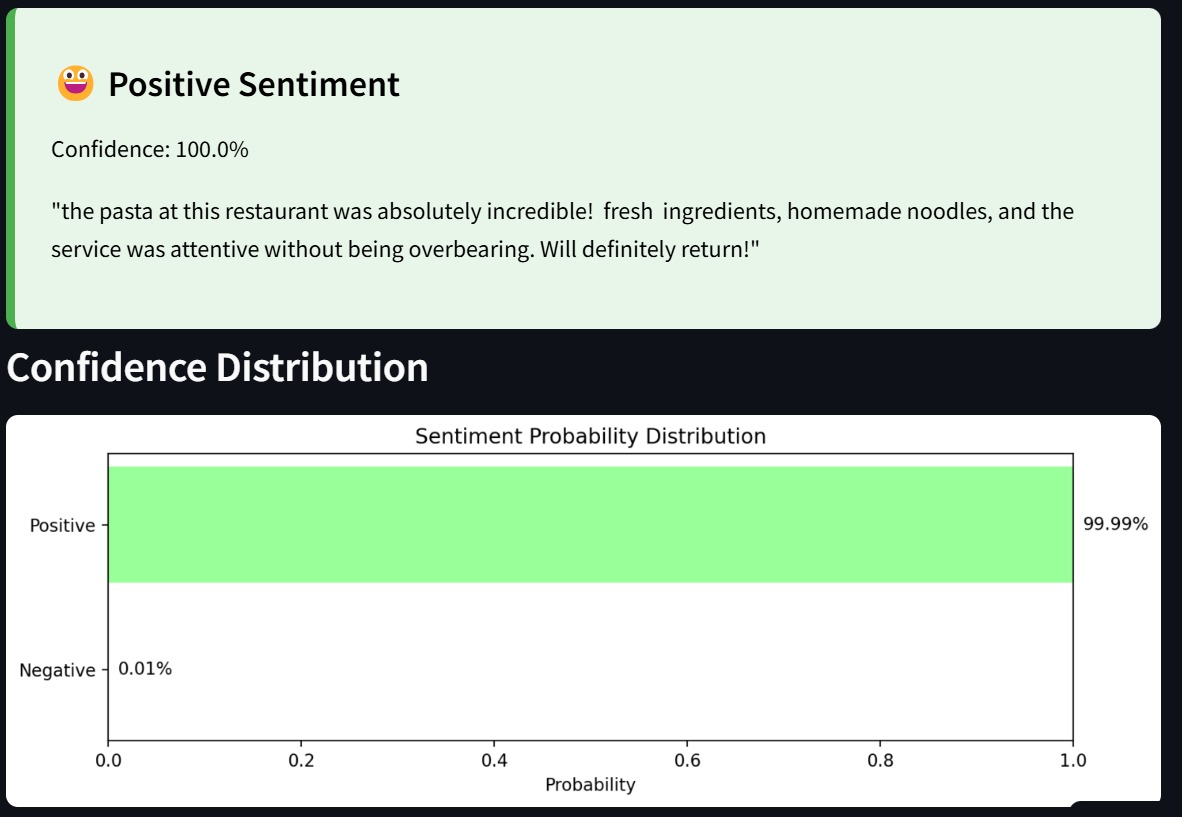 Positive Sentiment
Confidence: 100.0%
"the pasta at this restaurant was absolutely incredible!  fresh  ingredients, homemade noodles, and the
service was attentive without being overbearing. Will definitely return!"
Confidence Distribution
Sentiment Probability Distribution
Positive
99.99%
Negative
0.01%
0.0 0.2 0.4 0.6 0.8 1.0
Probability